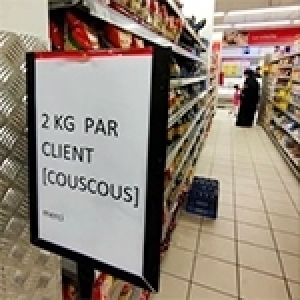 2 KG PAR
CLIENT
[COUSCOUS]
merci